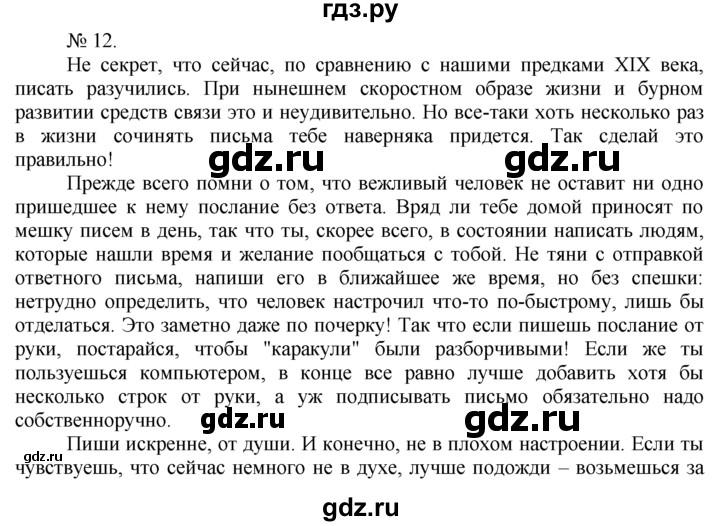 гдз.ру
№ 12.
Не секрет, что сейчас, по сравнению с нашими предками XIX века,
писать разучились. При нынешнем скоростном образе жизни и бурном
развитии средств связи это и неудивительно. Но все-таки хоть несколько раз
в жизни сочинять письма тебе наверняка придется. Так сделай это
правильно!
gdz.ru gdz.ru
Прежде всего помни о том, что вежливый человек не оставит ни одно
пришедшее к нему послание без ответа. Вряд ли тебе домой приносят по
мешку писем в день, так что ты, скорее всего, в состоянии написать людям,
которые нашли время и желание пообщаться с тобой. Не тяни с отправкой
ответного письма, напиши его в ближайшее же время, но без спешки:
нетрудно определить, что человек настрочил что-то по-быстрому, лишь бы
отделаться. Это заметно даже по почерку! Так что если пишешь послание от
руки, постарайся, чтобы "каракули" были разборчивыми! Если же ты
пользуешься компьютером, в конце все равно лучше добавить хотя бы
несколько строк от руки, а уж подписывать письмо обязательно надо
собственноручно.
gdz.ru gdz.ru
Пиши искренне, от души. И конечно, не в плохом настроении. Если ты
чувствуешь, что сейчас немного не в духе, лучше подожди – возьмешься за
gdz.ru